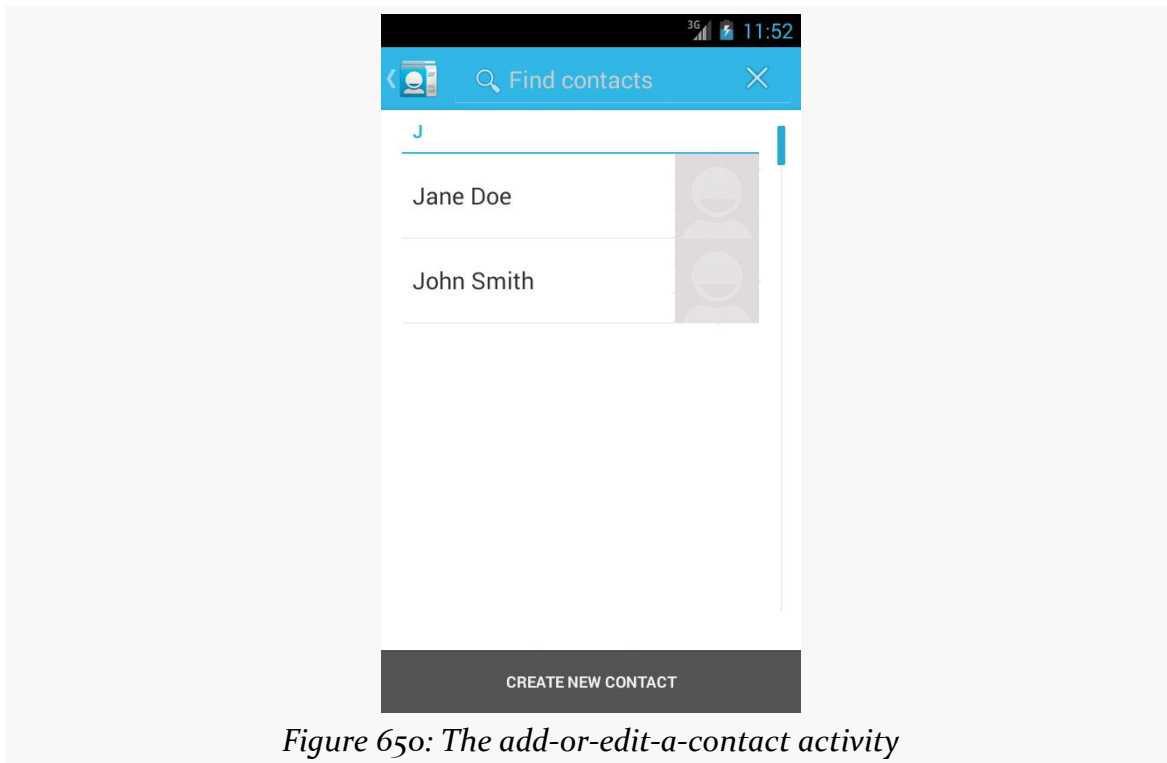 3G 11:52
Find contacts
J
Jane Doe
John Smith
CREATE NEW CONTACT
Figure 650: The add-or-edit-a-contact activity